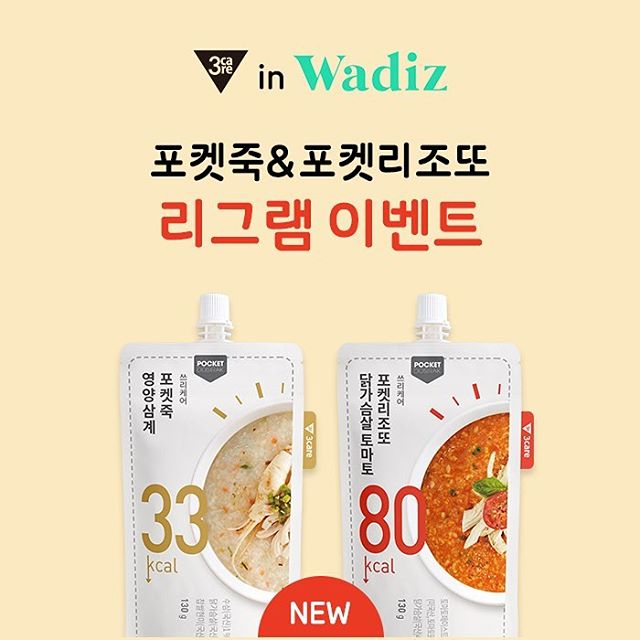 3care in Wadiz
포켓죽&포켓리조또
리그램 이벤트
POCKET
DOSIRAK
쓰리케어
포켓죽
영양삼계
3care
33
kcal
130 g
POCKET
DOSIRAK
쓰리케어
포켓리조또
닭가슴살 토마토
3care
80
kcal
130 g
NEW